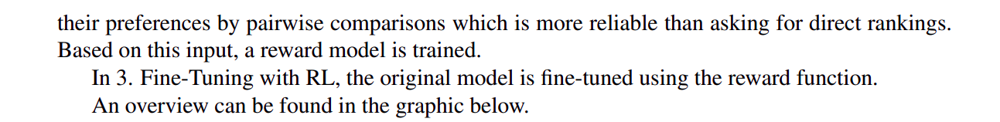 their preferences by pairwise comparisons which is more reliable than asking for direct rankings.
Based on this input, a reward model is trained.
In 3. Fine-Tuning with RL, the original model is fine-tuned using the reward function.
An overview can be found in the graphic below.